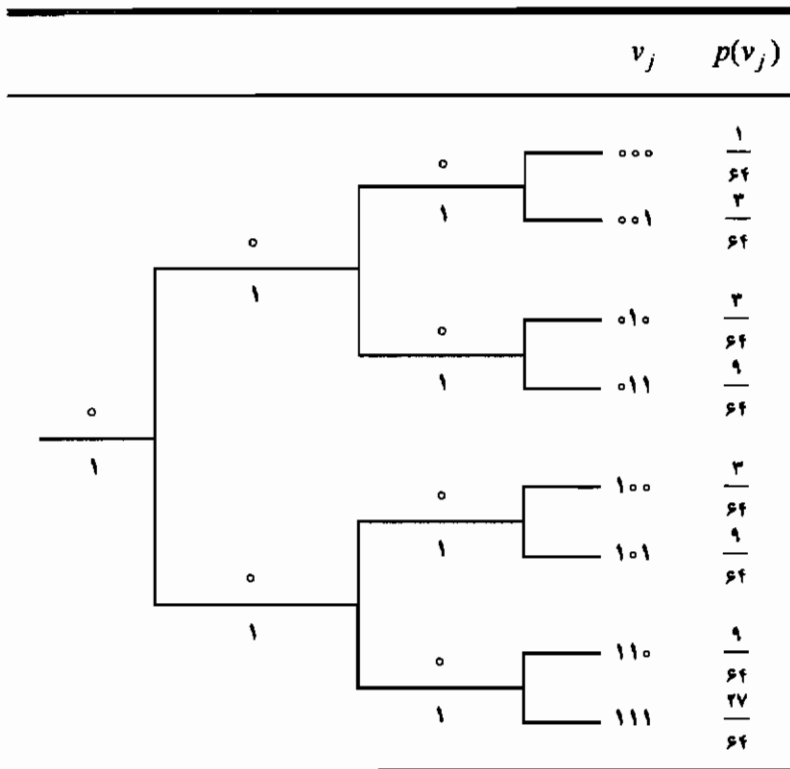 v_j p(v_j)
۰ ۰۰۰ ۱/۶۴
۱ ۰۰۱ ۳/۶۴
۰
۱
۰ ۰۱۰ ۳/۶۴
۱ ۰۱۱ ۹/۶۴
۰
۱
۰ ۱۰۰ ۳/۶۴
۱ ۱۰۱ ۹/۶۴
۰
۱
۰ ۱۱۰ ۹/۶۴
۱ ۱۱۱ ۲۷/۶۴